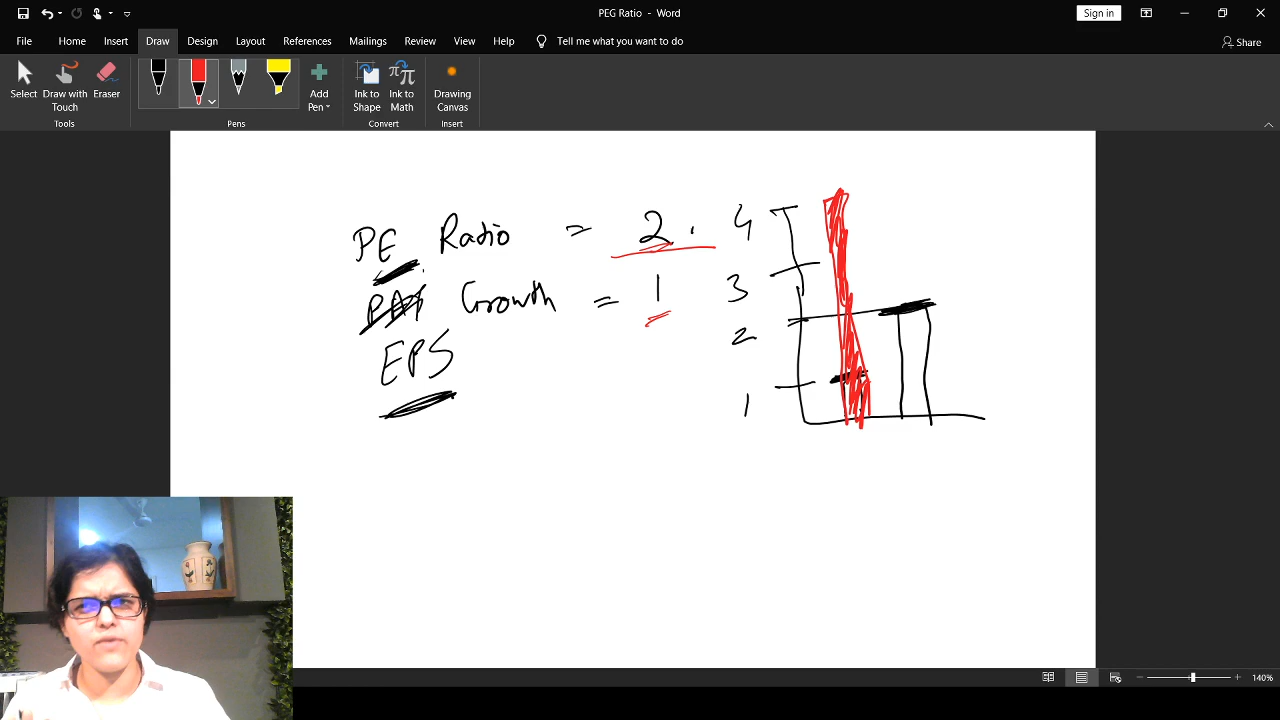 PEG Ratio - Word
Sign in
File Home Insert Draw Design Layout References Mailings Review View Help Tell me what you want to do
Share
Select
Draw with Touch
Eraser
Add Pen
Ink to Shape
Ink to Math
Drawing Canvas
Tools Pens Convert Insert
PE Ratio = 2. 4
Growth = 1 3
EPS 2
1
140%